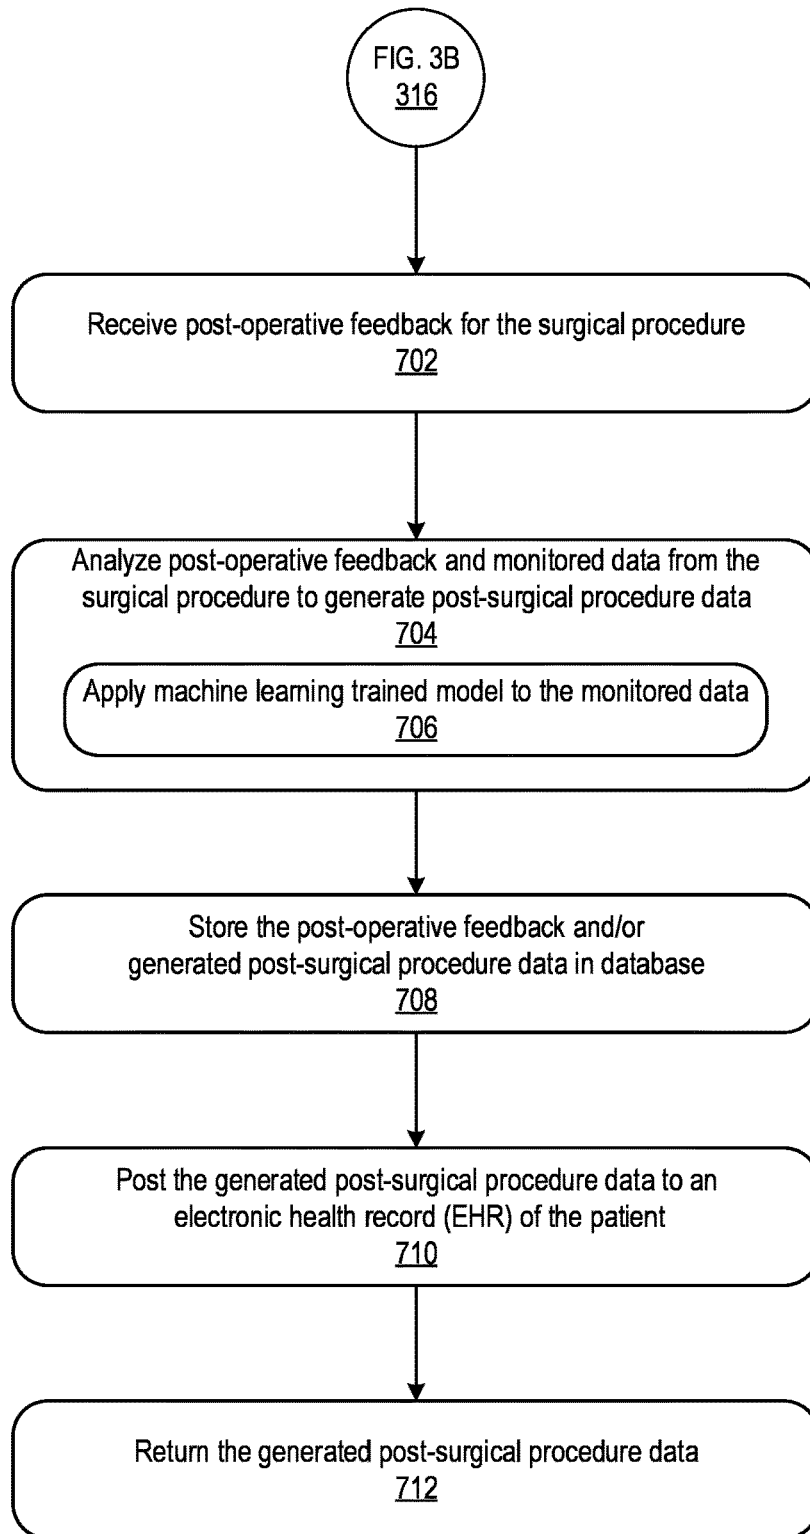 FIG. 3B
316
Receive post-operative feedback for the surgical procedure
702
Analyze post-operative feedback and monitored data from the
surgical procedure to generate post-surgical procedure data
704
Apply machine learning trained model to the monitored data
706
Store the post-operative feedback and/or
generated post-surgical procedure data in database
708
Post the generated post-surgical procedure data to an
electronic health record (EHR) of the patient
710
Return the generated post-surgical procedure data
712